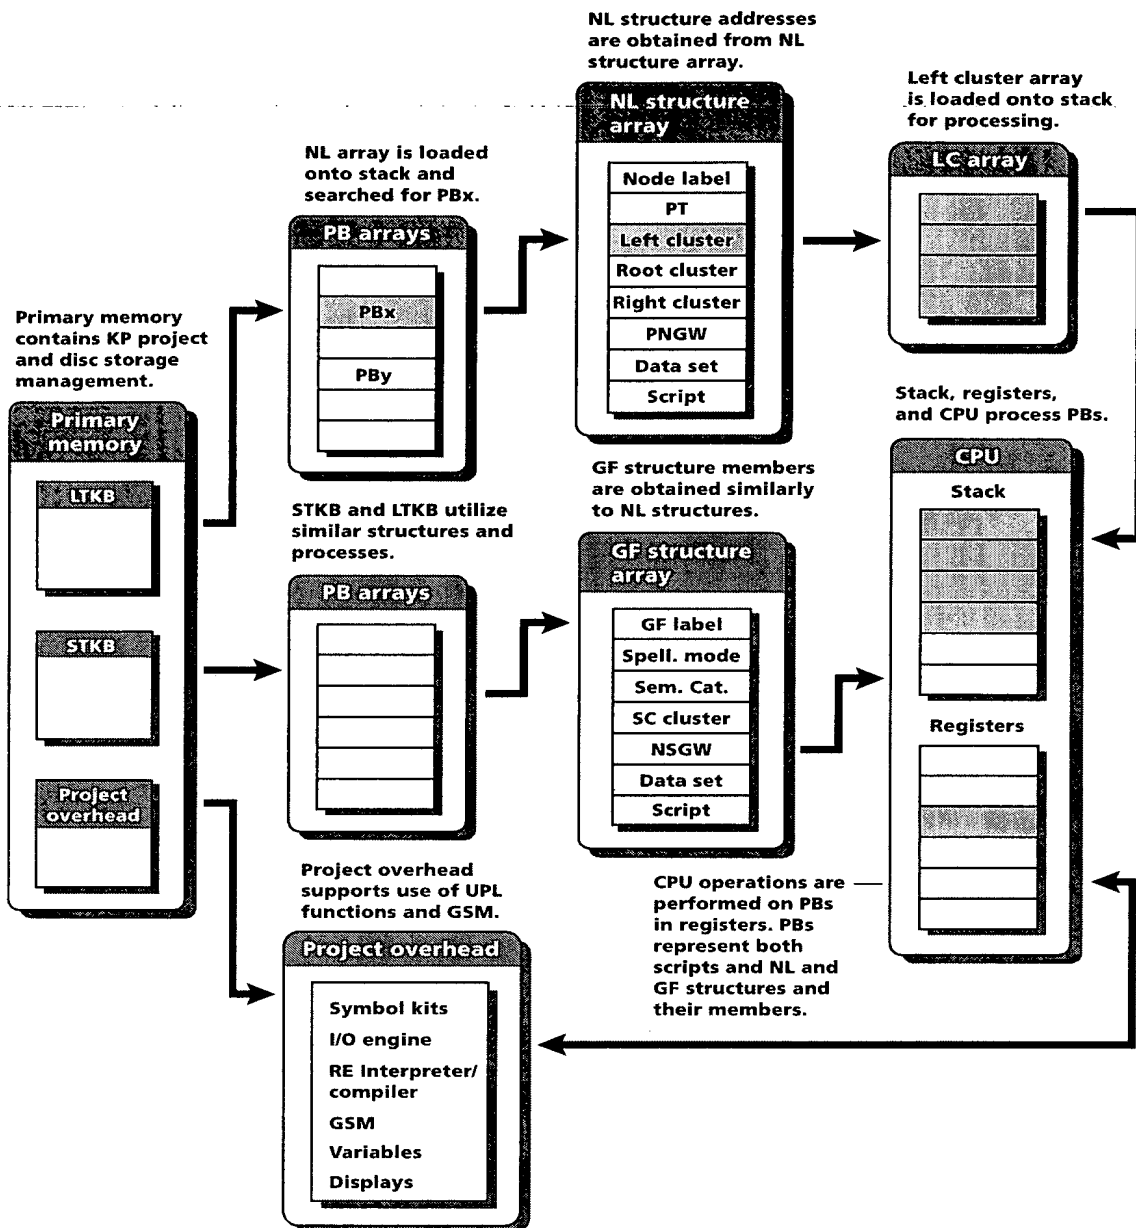 NL structure addresses
are obtained from NL
structure array.
NL structure
array
Node label
PT
Left cluster
Root cluster
Right cluster
PNGW
Data set
Script
Left cluster array
is loaded onto stack
for processing.
LC array
NL array is loaded
onto stack and
searched for PBx.
PB arrays
PBx
PBy
Primary memory
contains KP project
and disc storage
management.
Primary
memory
LTKB
STKB
Project
overhead
STKB and LTKB utilize
similar structures and
processes.
PB arrays
GF structure members
are obtained similarly
to NL structures.
GF structure
array
GF label
Spell. mode
Sem. Cat.
SC cluster
NSGW
Data set
Script
Stack, registers,
and CPU process PBs.
CPU
Stack
Registers
CPU operations are
performed on PBs
in registers. PBs
represent both
scripts and NL and
GF structures and
their members.
Project overhead
supports use of UPL
functions and GSM.
Project overhead
Symbol kits
I/O engine
RE Interpreter/
compiler
GSM
Variables
Displays